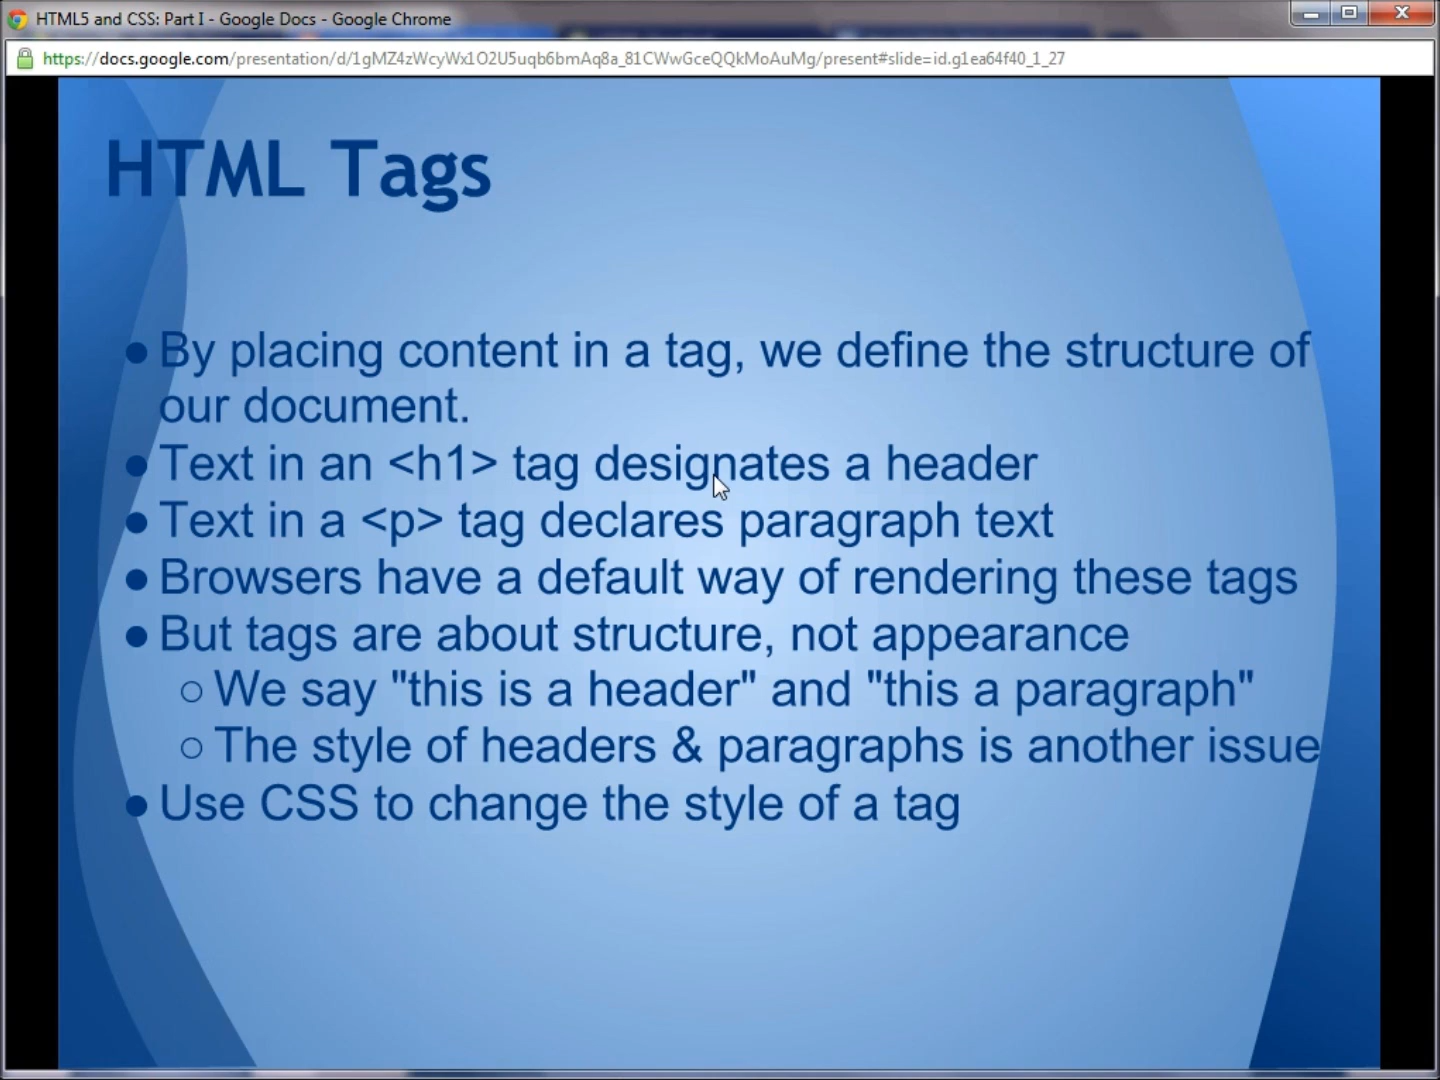 HTML5 and CSS: Part I - Google Docs - Google Chrome
https://docs.google.com/presentation/d/1gMZ4zWcyWx1O2U5uqb6bmAq8a_81CWwGceQQkMoAuMg/present#slide=id.g1ea64f40_1_27
HTML Tags
● By placing content in a tag, we define the structure of
our document.
● Text in an <h1> tag designates a header
● Text in a <p> tag declares paragraph text
● Browsers have a default way of rendering these tags
● But tags are about structure, not appearance
○ We say "this is a header" and "this a paragraph"
○ The style of headers & paragraphs is another issue
● Use CSS to change the style of a tag